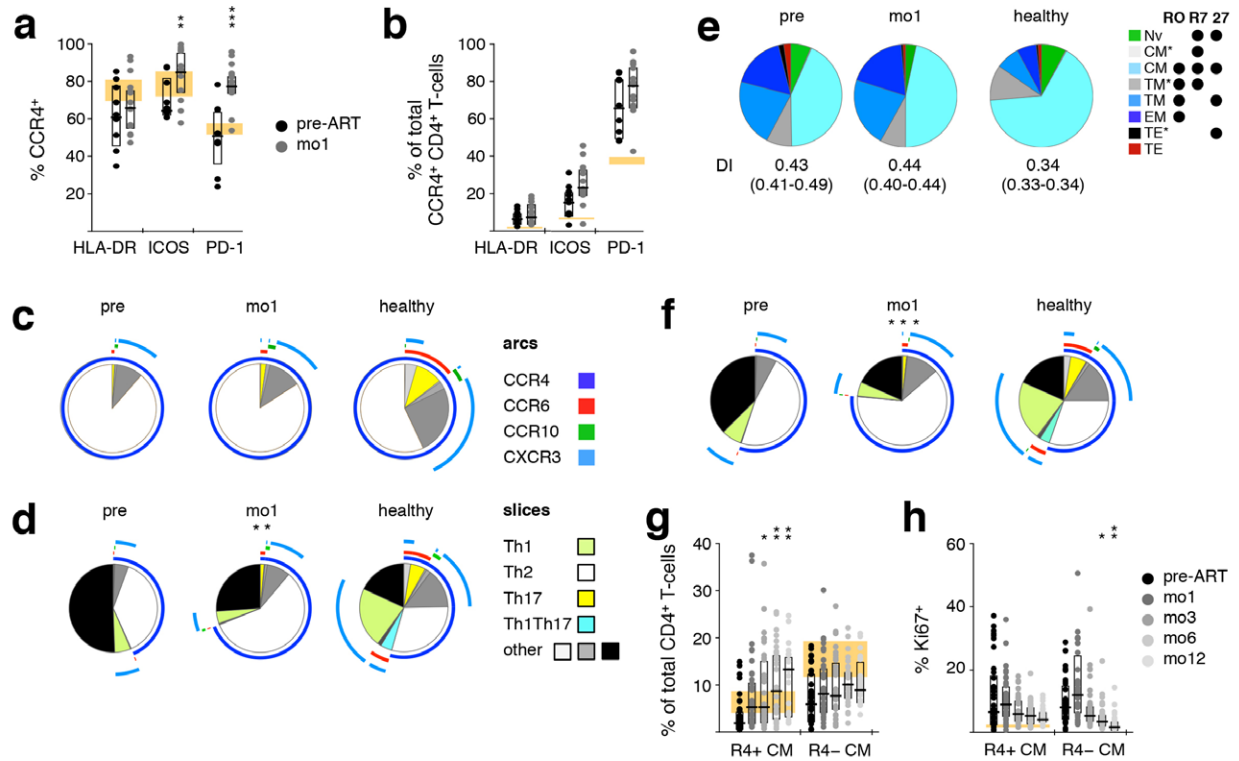 a
% CCR4+
100
80
60
40
20
**
***
HLA-DR ICOS PD-1
pre-ART
mo1
b
% of total
CCR4+ CD4+ T-cells
100
80
60
40
20
HLA-DR ICOS PD-1
e
pre mo1 healthy
DI 0.43 0.44 0.34
(0.41-0.49) (0.40-0.44) (0.33-0.34)
RO R7 27
Nv
CM*
CM
TM*
TM
EM
TE*
TE
c
pre mo1 healthy
arcs
CCR4
CCR6
CCR10
CXCR3
d
pre mo1 healthy
**
slices
Th1
Th2
Th17
Th1Th17
other
f
pre mo1 healthy
***
g
% of total CD4+ T-cells
40
30
20
10
* ** **
R4+ CM R4– CM
h
% Ki67+
60
40
20
* **
R4+ CM R4– CM
pre-ART
mo1
mo3
mo6
mo12